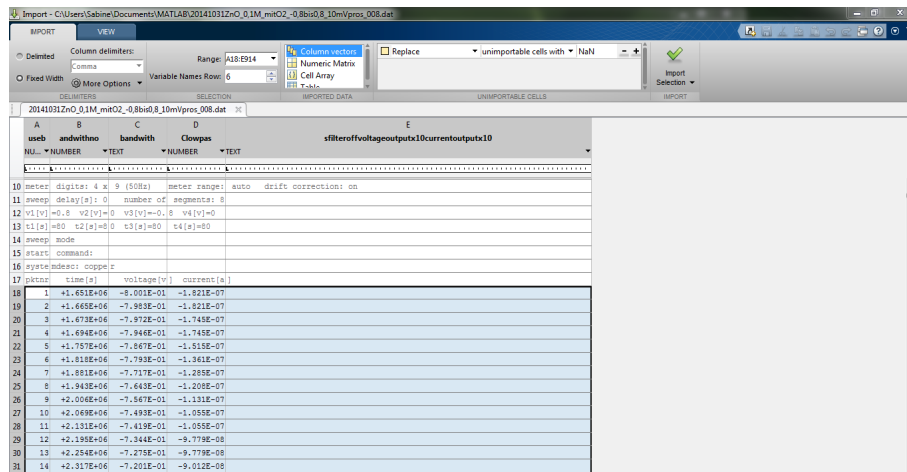 Import - C:\Users\Sabine\Documents\MATLAB\20141031ZnO_0,1M_mitO2_-0,8bis0,8_10mVpros_008.dat
IMPORT VIEW
Delimited
Fixed Width
Column delimiters:
Comma
More Options
DELIMITERS
Range: A18:E914
Variable Names Row: 6
SELECTION
Column vectors
Numeric Matrix
Cell Array
Table
IMPORTED DATA
Replace unimportable cells with NaN
UNIMPORTABLE CELLS
Import Selection
IMPORT
20141031ZnO_0,1M_mitO2_-0,8bis0,8_10mVpros_008.dat
A B C D E
useb andwithno bandwith Clowpas sfilteroffvoltageoutputx10currentoutputx10
NU... NUMBER TEXT NUMBER TEXT
10 meter digits: 4 x 9 (50Hz) meter range: auto drift correction: on
11 sweep delay[s]: 0 number of segments: 8
12 v1[v] =0.8 v2[v]= 0 v3[v]=-0. 8 v4[v]=0
13 t1[s] =80 t2[s]=8 0 t3[s]=80 t4[s]=80
14 sweep mode
15 start command:
16 syste mdesc: coppe r
17 pktnr time[s] voltage[v ] current[a ]
18 1 +1.651E+06 -8.001E-01 -1.821E-07
19 2 +1.665E+06 -7.983E-01 -1.821E-07
20 3 +1.673E+06 -7.972E-01 -1.745E-07
21 4 +1.694E+06 -7.946E-01 -1.745E-07
22 5 +1.757E+06 -7.867E-01 -1.515E-07
23 6 +1.818E+06 -7.793E-01 -1.361E-07
24 7 +1.881E+06 -7.717E-01 -1.285E-07
25 8 +1.943E+06 -7.643E-01 -1.208E-07
26 9 +2.006E+06 -7.567E-01 -1.131E-07
27 10 +2.069E+06 -7.493E-01 -1.055E-07
28 11 +2.131E+06 -7.419E-01 -1.055E-07
29 12 +2.195E+06 -7.344E-01 -9.779E-08
30 13 +2.254E+06 -7.275E-01 -9.779E-08
31 14 +2.317E+06 -7.201E-01 -9.012E-08